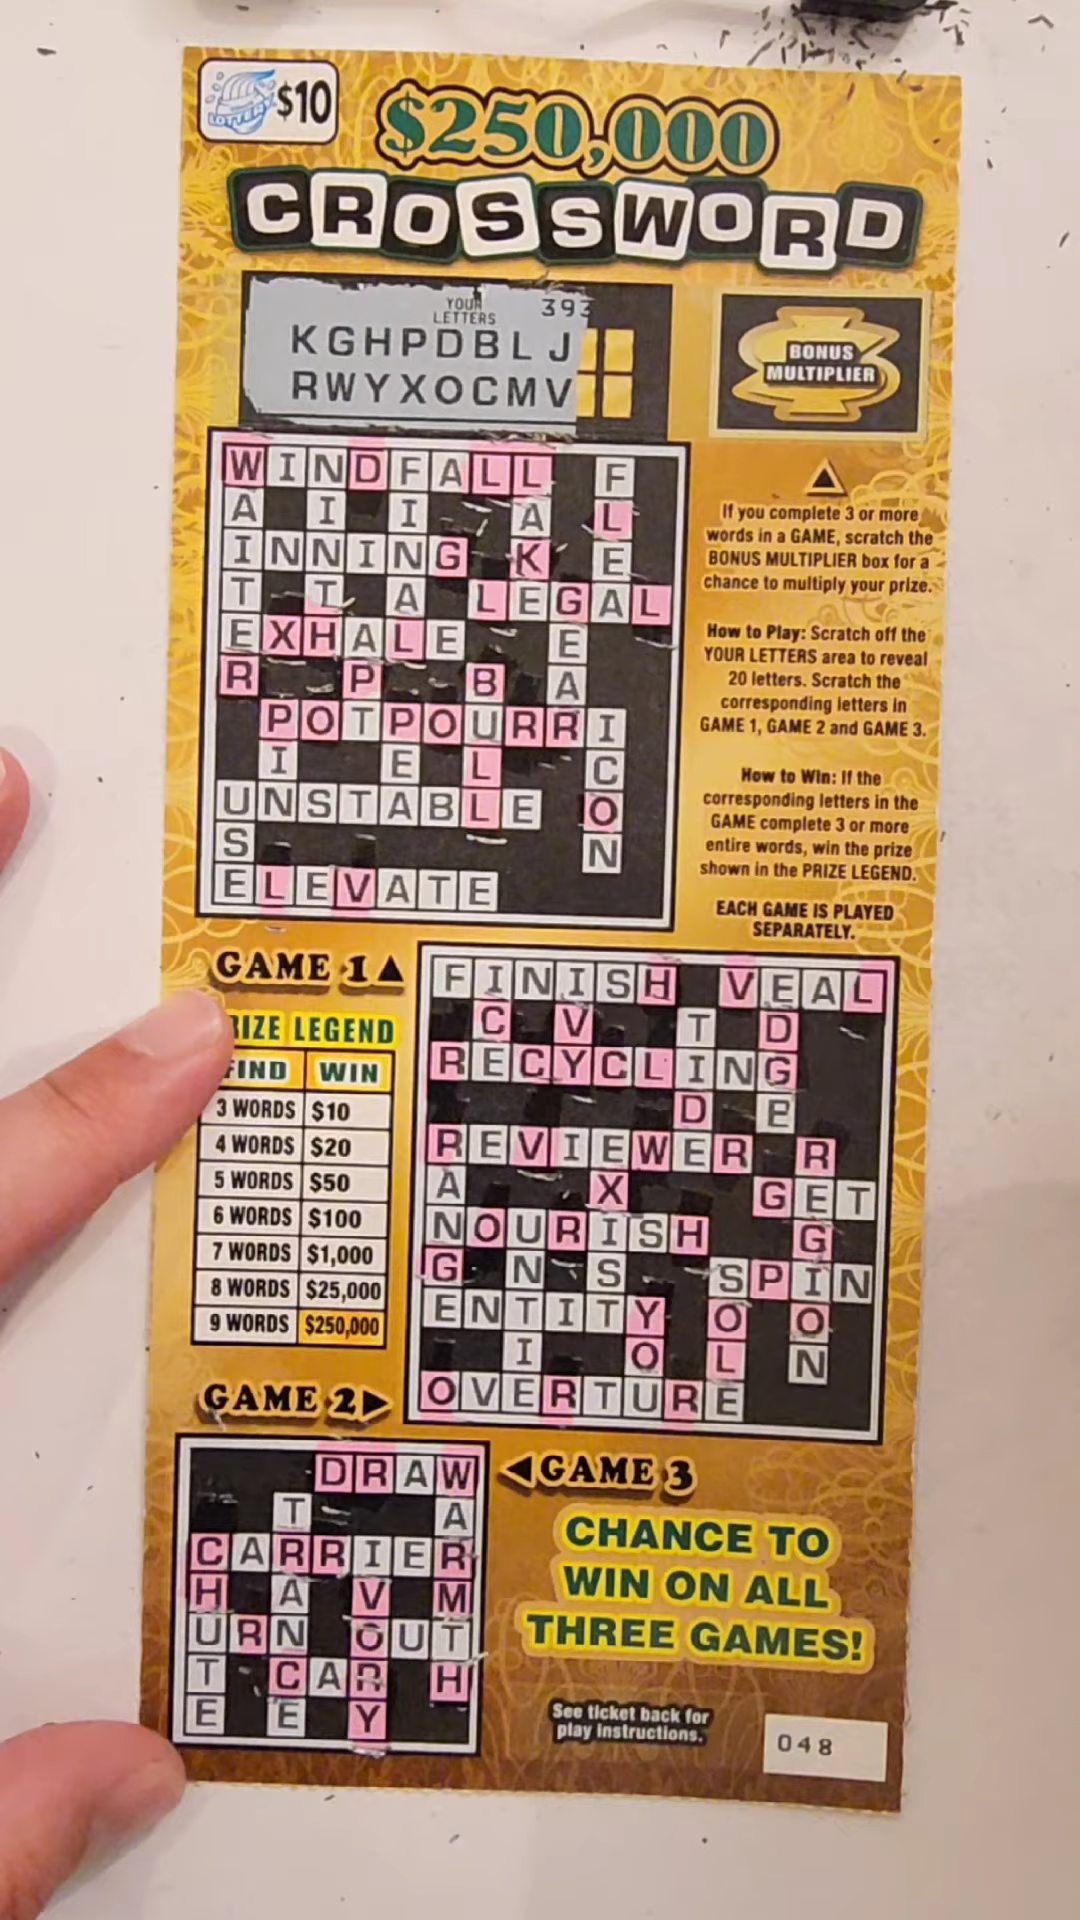 LOTTERY $10
$250,000
CROSSWORD
YOUR LETTERS 393
KGHPDBLJ
RWYXOCMV
BONUS
MULTIPLIER
If you complete 3 or more
words in a GAME, scratch the
BONUS MULTIPLIER box for a
chance to multiply your prize.
How to Play: Scratch off the
YOUR LETTERS area to reveal
20 letters. Scratch the
corresponding letters in
GAME 1, GAME 2 and GAME 3.
How to Win: If the
corresponding letters in the
GAME complete 3 or more
entire words, win the prize
shown in the PRIZE LEGEND.
EACH GAME IS PLAYED
SEPARATELY.
WINDFALL F
A I I A L
INNING K E
T T A LEGAL
EXHALE E
R P B A
POTPOURRI
I E L C
UNSTABLE O
S N
ELEVATE
GAME 1
RIZE LEGEND
FIND WIN
3 WORDS $10
4 WORDS $20
5 WORDS $50
6 WORDS $100
7 WORDS $1,000
8 WORDS $25,000
9 WORDS $250,000
GAME 2
FINISH VEAL
C V T D
RECYCLING
D E
REVIEWER R
A X GET
NOURISH G
G N S SPIN
ENTITY O O
I O L N
OVERTURE
GAME 3
DRAW
T A
CARRIER
H A V M
URN OUT
T CAR H
E E Y
CHANCE TO
WIN ON ALL
THREE GAMES!
See ticket back for
play instructions.
048